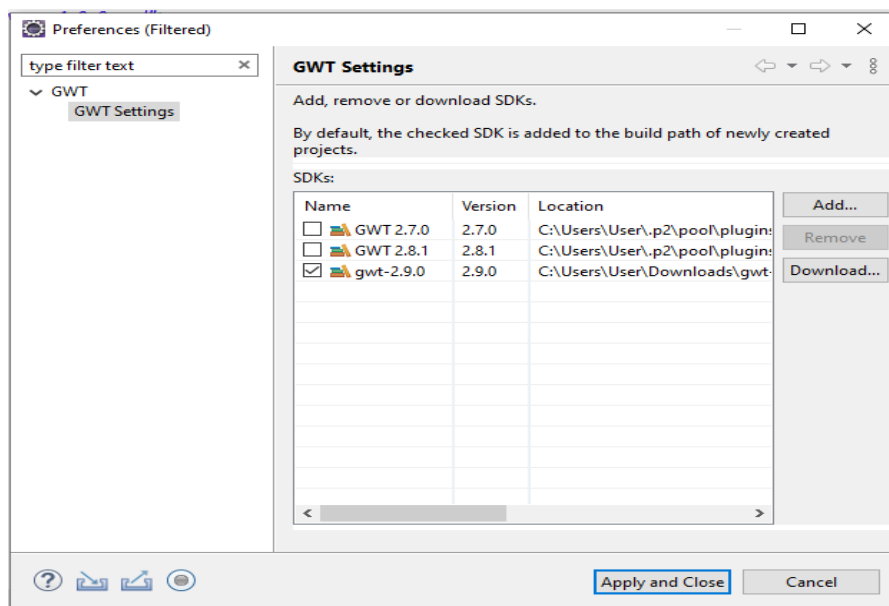 Preferences (Filtered)
type filter text
GWT
GWT Settings
GWT Settings
Add, remove or download SDKs.
By default, the checked SDK is added to the build path of newly created
projects.
SDKs:
Name Version Location
GWT 2.7.0 2.7.0 C:\Users\User\.p2\pool\plugins
GWT 2.8.1 2.8.1 C:\Users\User\.p2\pool\plugins
gwt-2.9.0 2.9.0 C:\Users\User\Downloads\gwt-
Add...
Remove
Download...
Apply and Close
Cancel